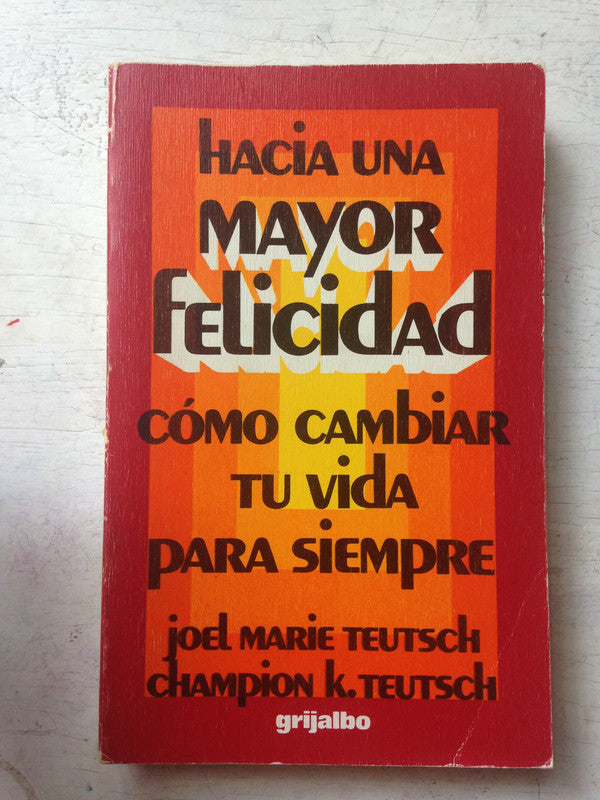 hacia una
mayor
felicidad
cómo cambiar
tu vida
para siempre
joel marie teutsch
champion k. teutsch
grijalbo